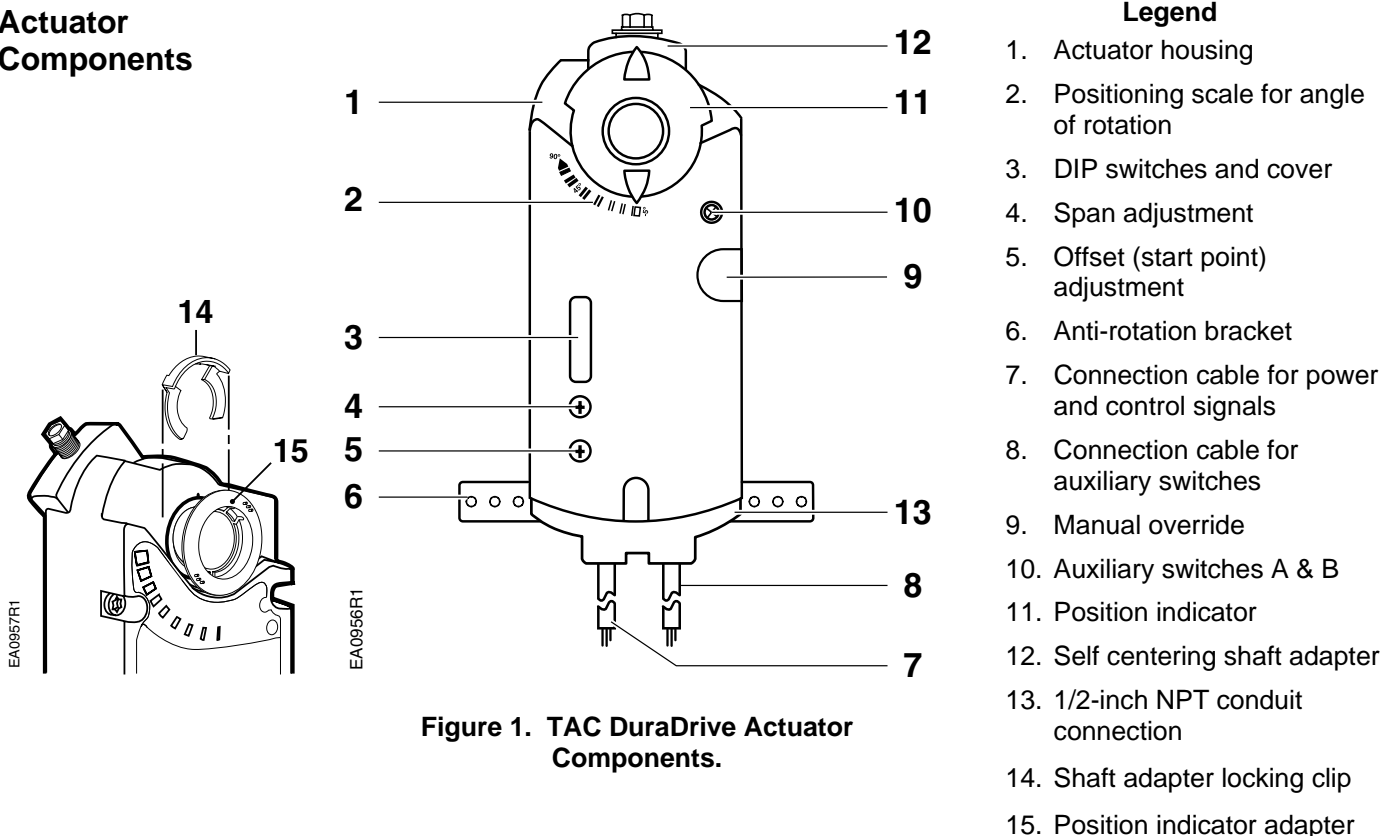 Actuator
Components
1
2
3
4
5
6
7
8
9
10
11
12
13
14
15
90°
45°
-5°
EA0957R1
EA0956R1
Figure 1. TAC DuraDrive Actuator
Components.
Legend
1. Actuator housing
2. Positioning scale for angle
of rotation
3. DIP switches and cover
4. Span adjustment
5. Offset (start point)
adjustment
6. Anti-rotation bracket
7. Connection cable for power
and control signals
8. Connection cable for
auxiliary switches
9. Manual override
10. Auxiliary switches A & B
11. Position indicator
12. Self centering shaft adapter
13. 1/2-inch NPT conduit
connection
14. Shaft adapter locking clip
15. Position indicator adapter